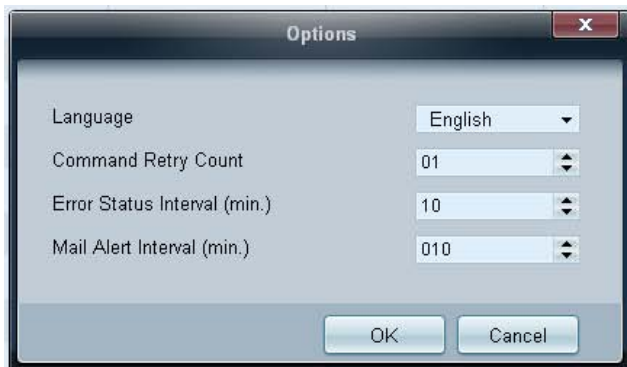 Options
Language English
Command Retry Count 01
Error Status Interval (min.) 10
Mail Alert Interval (min.) 010
OK Cancel